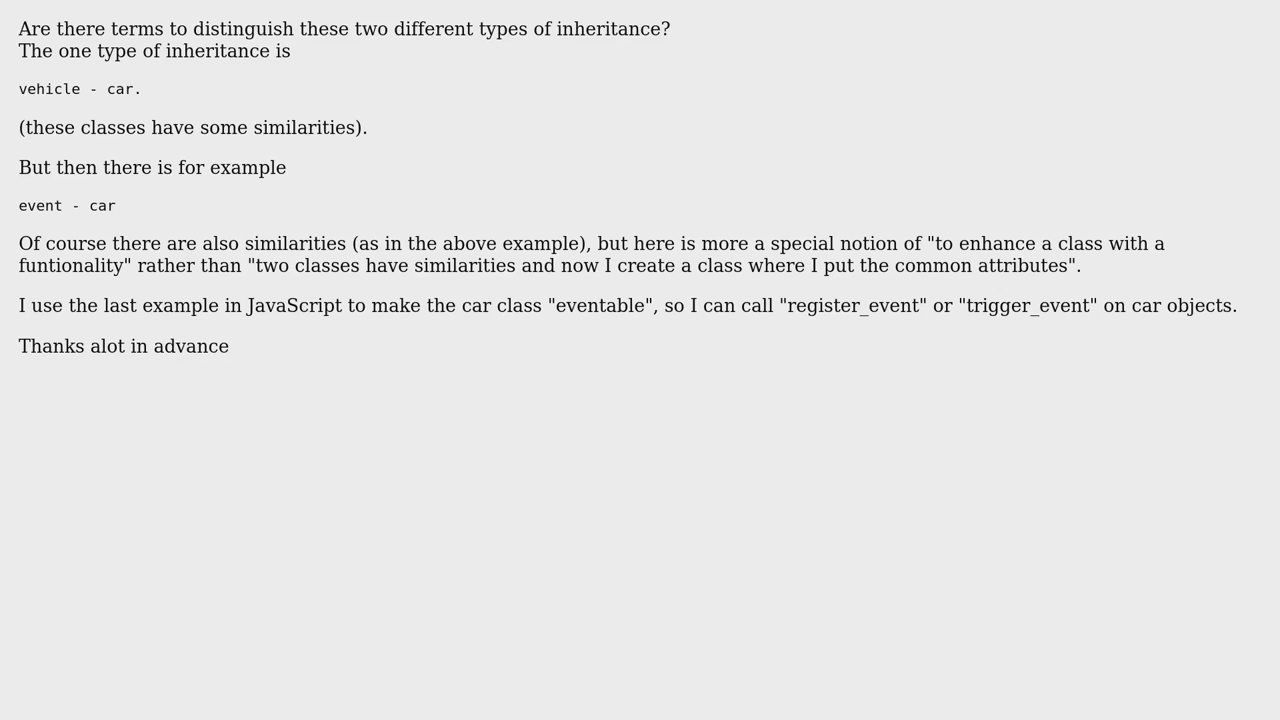 Are there terms to distinguish these two different types of inheritance?
The one type of inheritance is
vehicle - car.
(these classes have some similarities).
But then there is for example
event - car
Of course there are also similarities (as in the above example), but here is more a special notion of "to enhance a class with a
funtionality" rather than "two classes have similarities and now I create a class where I put the common attributes".
I use the last example in JavaScript to make the car class "eventable", so I can call "register_event" or "trigger_event" on car objects.
Thanks alot in advance